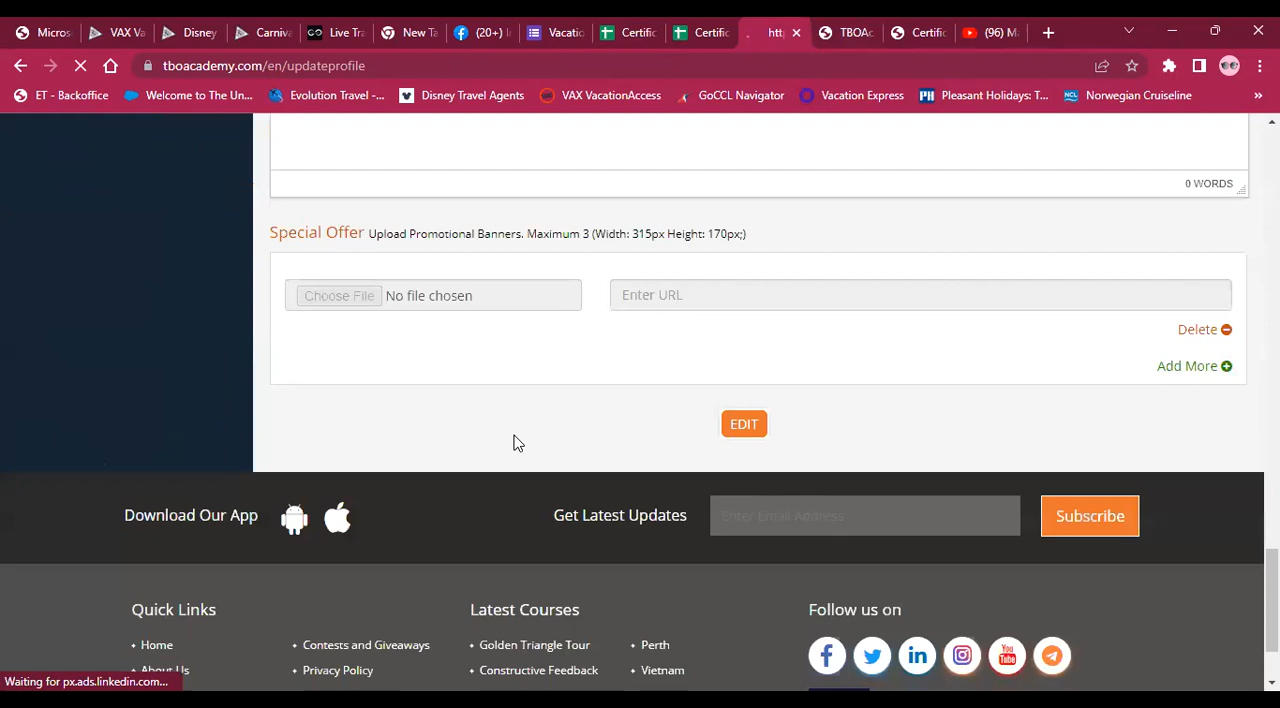 Micros
VAX Va
Disney
Carniva
Live Tra
New Ta
(20+) I
Vacatio
Certific
Certific
htt
TBOAc
Certific
(96) M
tboacademy.com/en/updateprofile
ET - Backoffice
Welcome to The Un...
Evolution Travel -...
Disney Travel Agents
VAX VacationAccess
GoCCL Navigator
Vacation Express
Pleasant Holidays: T...
Norwegian Cruiseline
»
0 WORDS
Special Offer Upload Promotional Banners. Maximum 3 (Width: 315px Height: 170px;)
Choose File No file chosen
Enter URL
Delete
Add More
EDIT
Download Our App
Get Latest Updates
Enter Email Address
Subscribe
Quick Links
Latest Courses
Follow us on
Home
Contests and Giveaways
Golden Triangle Tour
Perth
About Us
Privacy Policy
Constructive Feedback
Vietnam
Waiting for px.ads.linkedin.com...